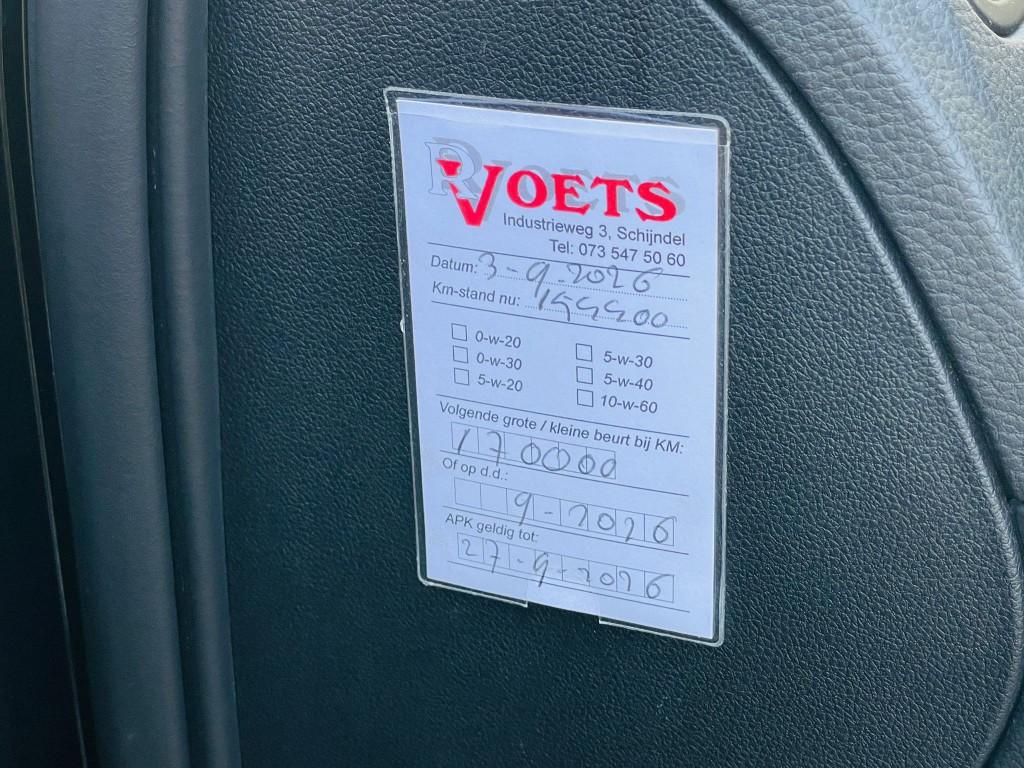 R VOETS
Industrieweg 3, Schijndel
Tel: 073 547 50 60
Datum: 3-9-2026
Km-stand nu:
0-w-20
5-w-30
0-w-30
5-w-40
5-w-20
10-w-60
Volgende grote / kleine beurt bij KM:
170000
Of op d.d.:
9-2026
APK geldig tot:
27-9-2026